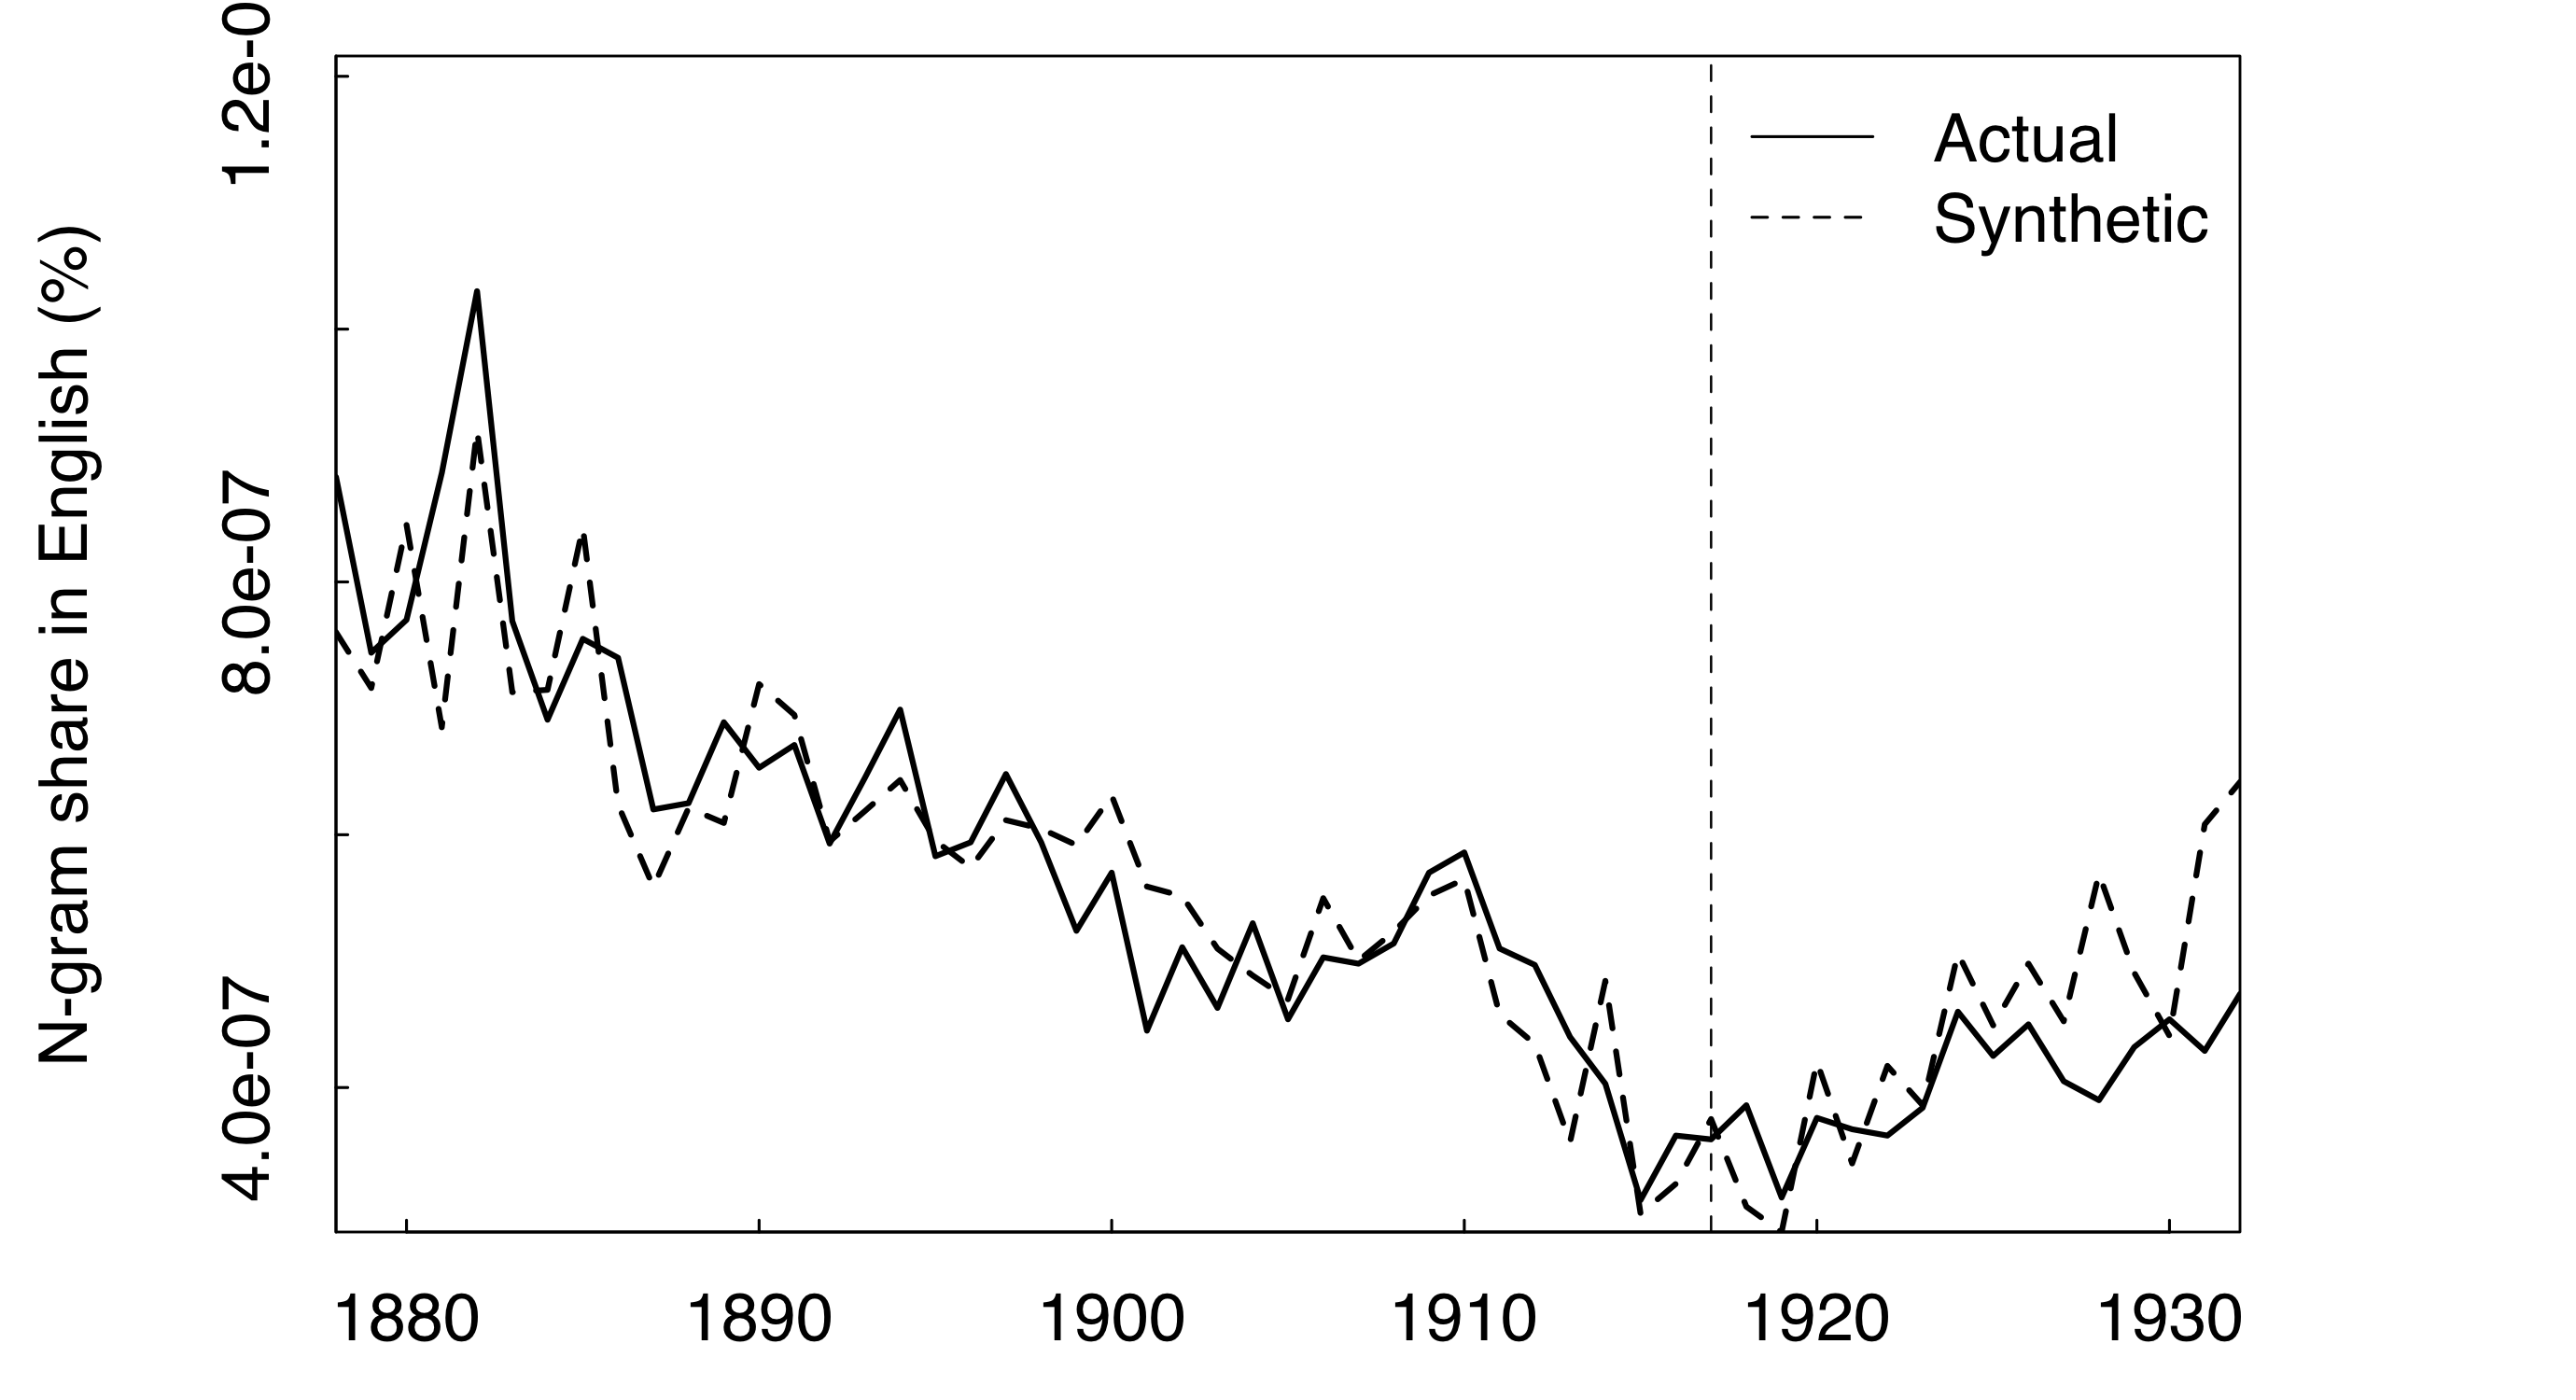 N-gram share in English (%)
1.2e-0
8.0e-07
4.0e-07
Actual
Synthetic
1880 1890 1900 1910 1920 1930